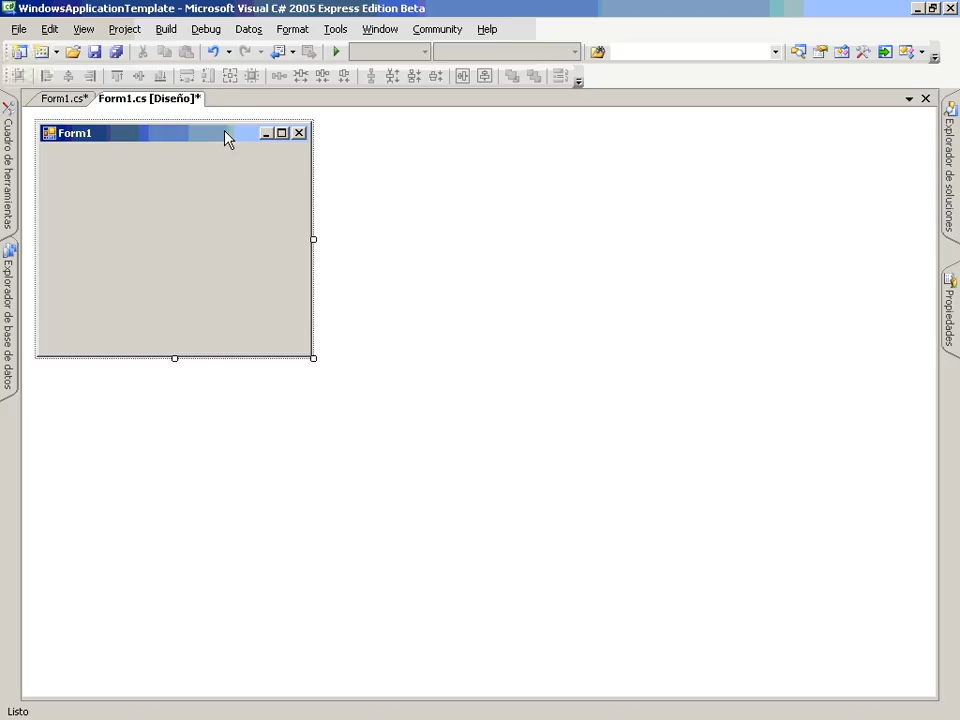 WindowsApplicationTemplate - Microsoft Visual C# 2005 Express Edition Beta
File Edit View Project Build Debug Datos Format Tools Window Community Help
Form1.cs* Form1.cs [Diseño]*
Form1
Cuadro de herramientas
Explorador de base de datos
Explorador de soluciones
Propiedades
Listo